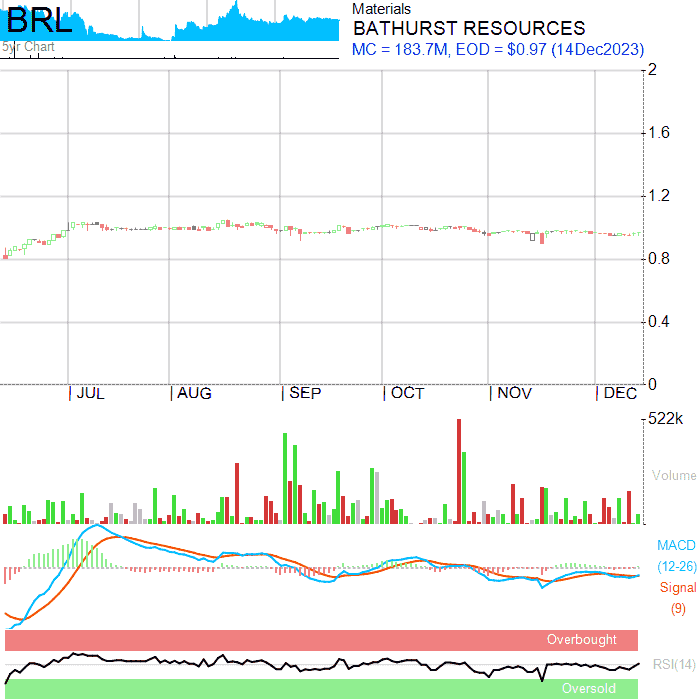 BRL
5yr Chart
Materials
BATHURST RESOURCES
MC = 183.7M, EOD = $0.97 (14Dec2023)
2
1.6
1.2
0.8
0.4
0
JUL AUG SEP OCT NOV DEC
522k
Volume
MACD
(12-26)
Signal
(9)
Overbought
RSI(14)
Oversold